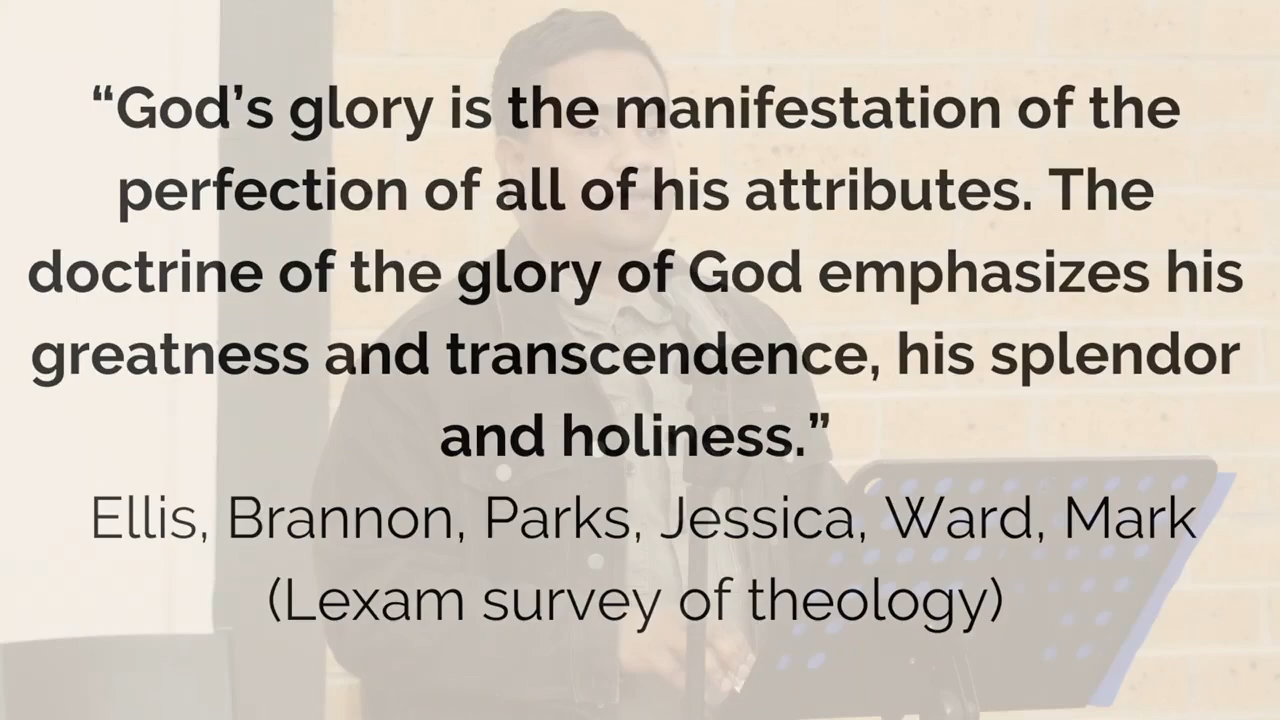 “God’s glory is the manifestation of the
perfection of all of his attributes. The
doctrine of the glory of God emphasizes his
greatness and transcendence, his splendor
and holiness.”
Ellis, Brannon, Parks, Jessica, Ward, Mark
(Lexam survey of theology)